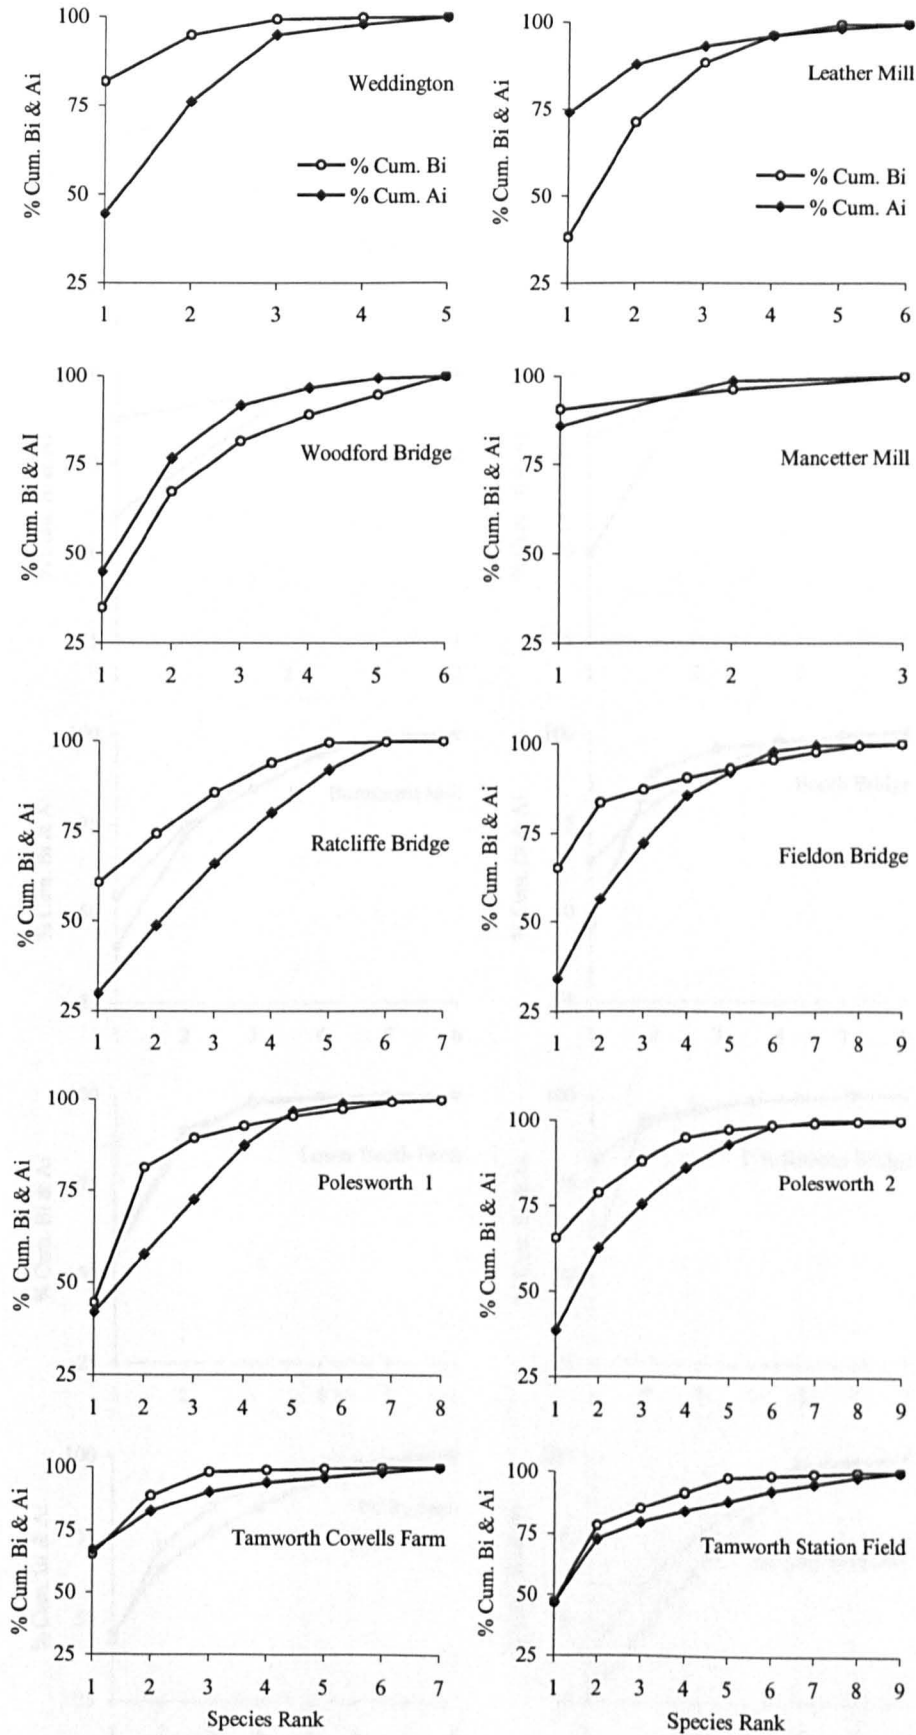 % Cum. Bi & Ai
100
75
50
25
Weddington
% Cum. Bi
% Cum. Ai
1 2 3 4 5
% Cum. Bi & Ai
100
75
50
25
Leather Mill
% Cum. Bi
% Cum. Ai
1 2 3 4 5 6
% Cum. Bi & AI
100
75
50
25
Woodford Bridge
1 2 3 4 5 6
% Cum. Bi & Ai
100
75
50
25
Mancetter Mill
1 2 3
% Cum. Bi & Ai
100
75
50
25
Ratcliffe Bridge
1 2 3 4 5 6 7
% Cum. Bi & Ai
100
75
50
25
Fieldon Bridge
1 2 3 4 5 6 7 8 9
% Cum. Bi & Ai
100
75
50
25
Polesworth 1
1 2 3 4 5 6 7 8
% Cum. Bi & Ai
100
75
50
25
Polesworth 2
1 2 3 4 5 6 7 8 9
% Cum. Bi & Ai
100
75
50
25
Tamworth Cowells Farm
1 2 3 4 5 6 7
Species Rank
% Cum. Bi & Ai
100
75
50
25
Tamworth Station Field
1 2 3 4 5 6 7 8 9
Species Rank